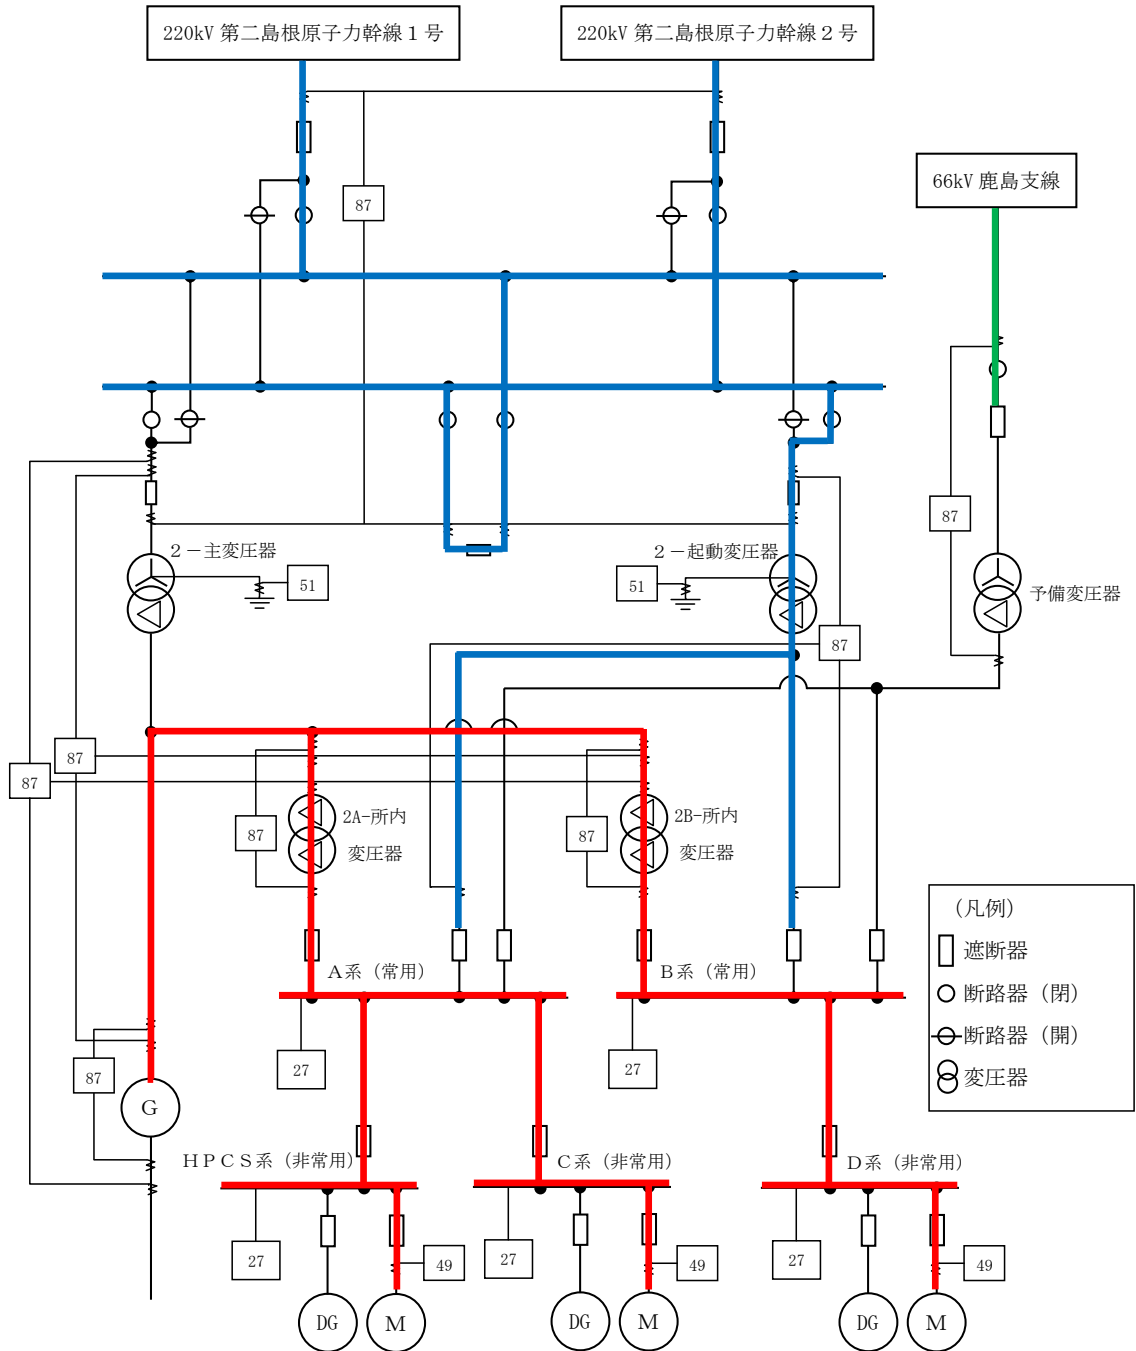 220kV 第二島根原子力幹線１号
220kV 第二島根原子力幹線２号
66kV 鹿島支線
87
87
２－主変圧器
51
２－起動変圧器
51
予備変圧器
87
87
87
2A-所内
変圧器
87
2B-所内
変圧器
87
（凡例）
遮断器
断路器（閉）
断路器（開）
変圧器
Ａ系（常用）
Ｂ系（常用）
27
27
87
G
ＨＰＣＳ系（非常用）
Ｃ系（非常用）
Ｄ系（非常用）
27
49
27
49
27
49
DG
M
DG
M
DG
M